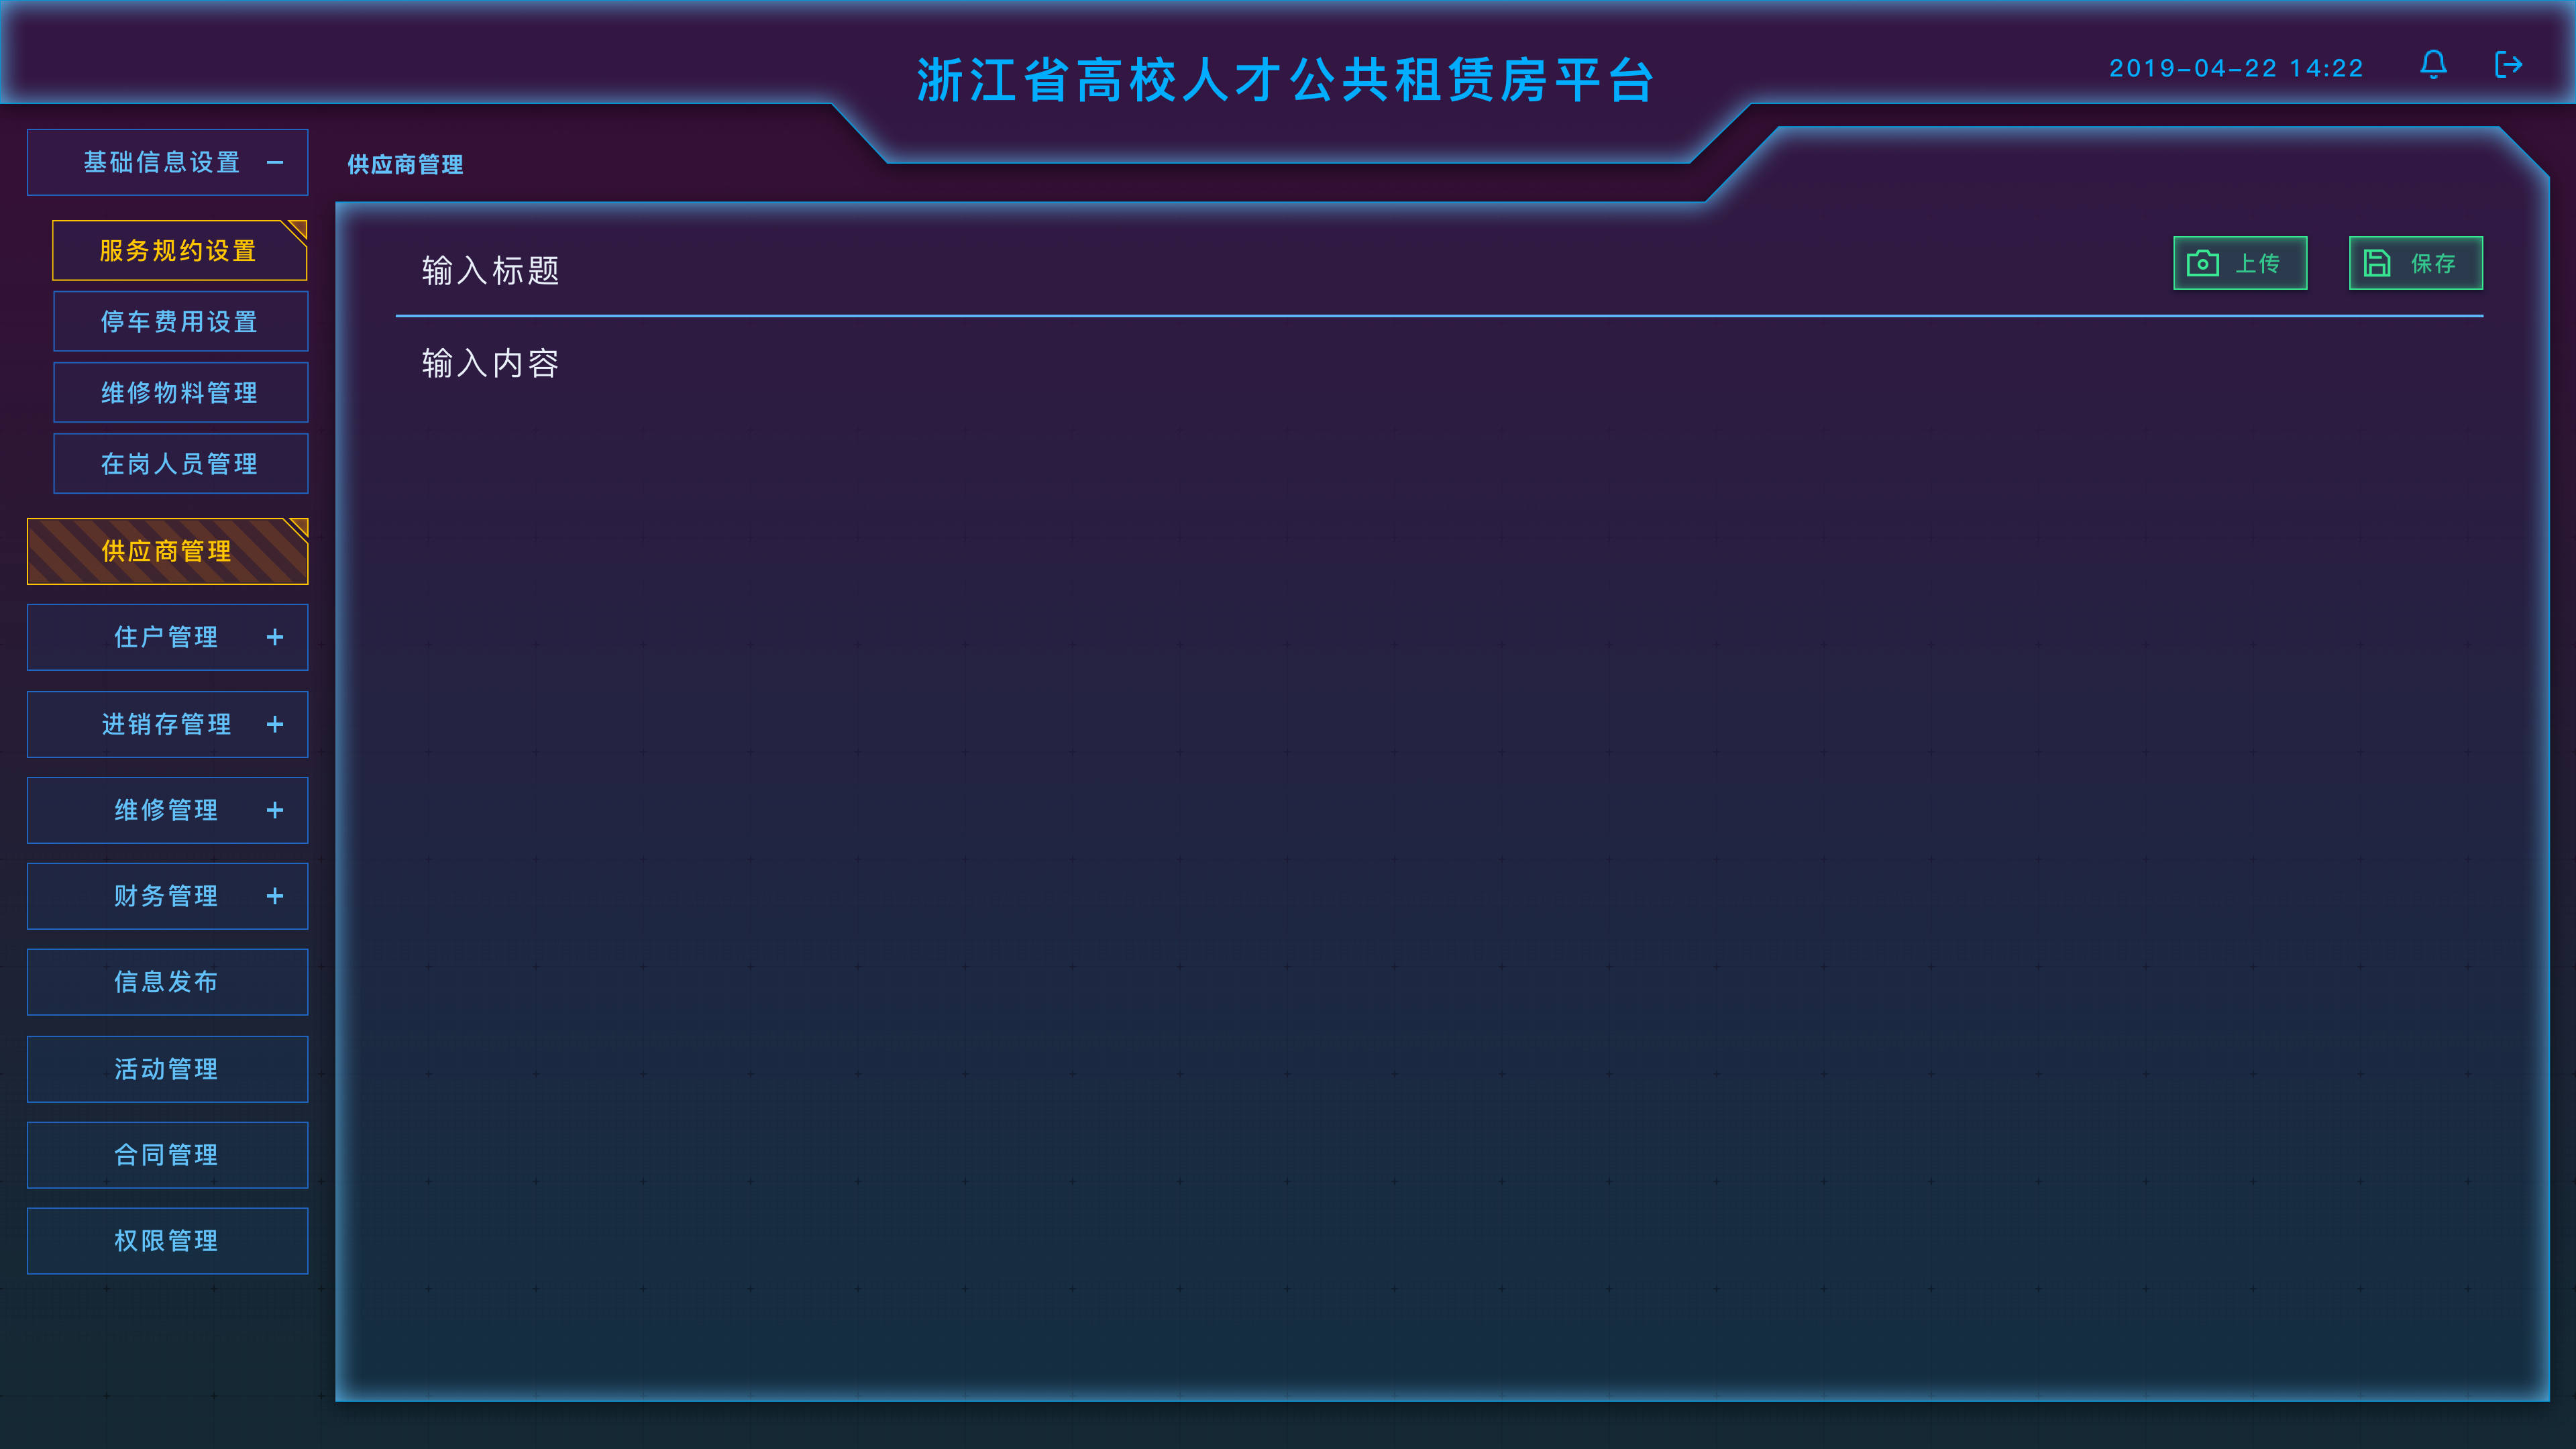 浙江省高校人才公共租赁房平台
2019-04-22 14:22
基础信息设置 −
服务规约设置
停车费用设置
维修物料管理
在岗人员管理
供应商管理
住户管理 +
进销存管理 +
维修管理 +
财务管理 +
信息发布
活动管理
合同管理
权限管理
供应商管理
输入标题
上传
保存
输入内容